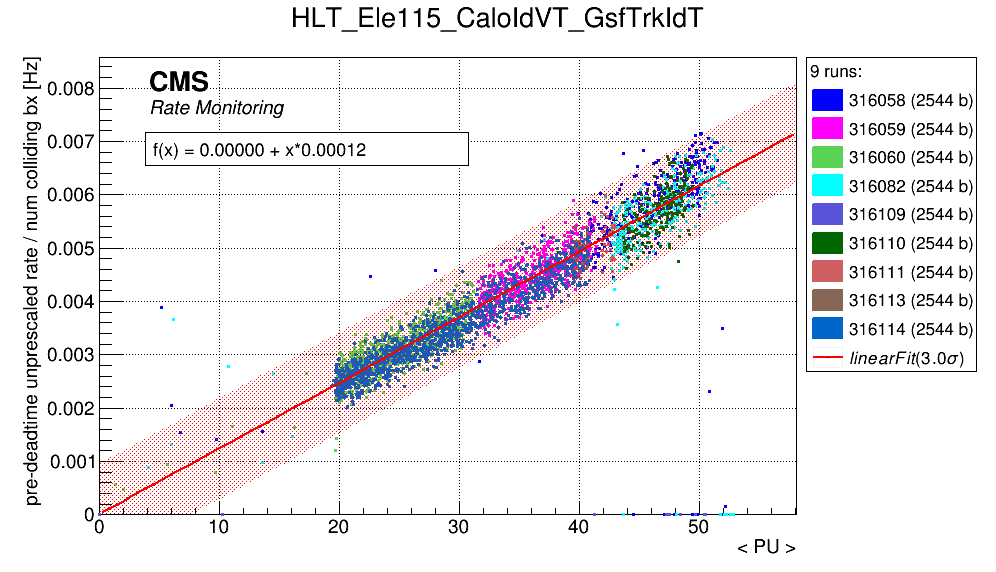 HLT_Ele115_CaloIdVT_GsfTrkIdT
pre-deadtime unprescaled rate / num colliding bx [Hz]
CMS
Rate Monitoring
f(x) = 0.00000 + x*0.00012
0.008
0.007
0.006
0.005
0.004
0.003
0.002
0.001
0
0 10 20 30 40 50
< PU >
9 runs:
316058 (2544 b)
316059 (2544 b)
316060 (2544 b)
316082 (2544 b)
316109 (2544 b)
316110 (2544 b)
316111 (2544 b)
316113 (2544 b)
316114 (2544 b)
linearFit(3.0σ)